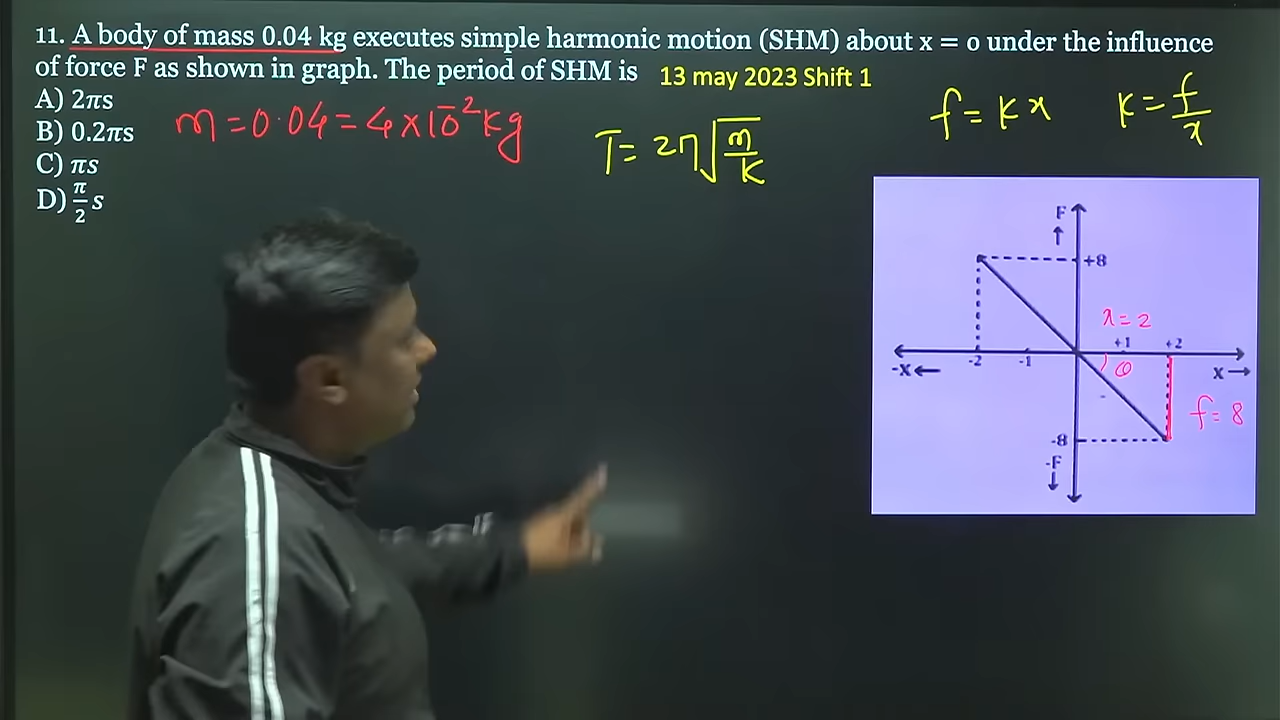 11. A body of mass 0.04 kg executes simple harmonic motion (SHM) about x = 0 under the influence
of force F as shown in graph. The period of SHM is 13 may 2023 Shift 1
A) 2πs
B) 0.2πs
C) πs
D) π/2 s
m = 0.04 = 4×10⁻² kg
T = 2π√(m/K)
f = Kx
K = f/x
F
↑
+8
x = 2
+1
+2
-2
-1
-X←
θ
X→
f = 8
-8
-F
↓